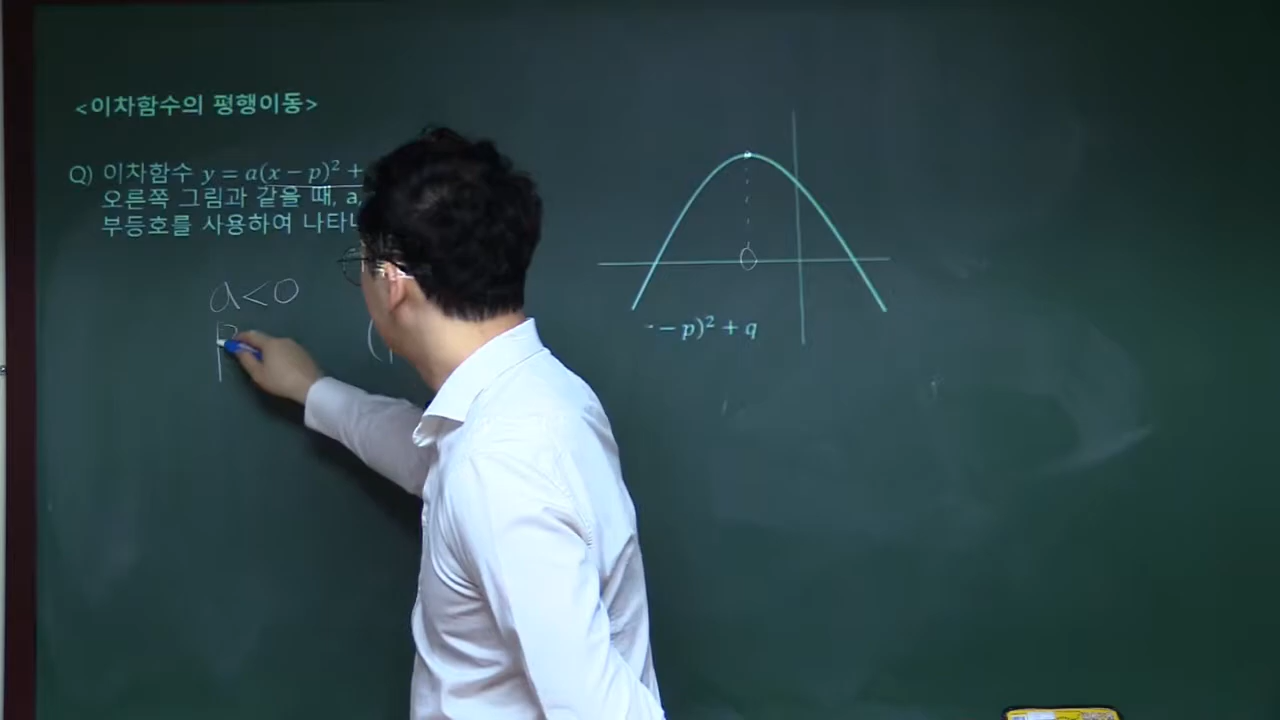 <이차함수의 평행이동>
Q) 이차함수 y = a(x − p)² +
오른쪽 그림과 같을 때, a,
부등호를 사용하여 나타내
a<0
P
(
− p)² + q